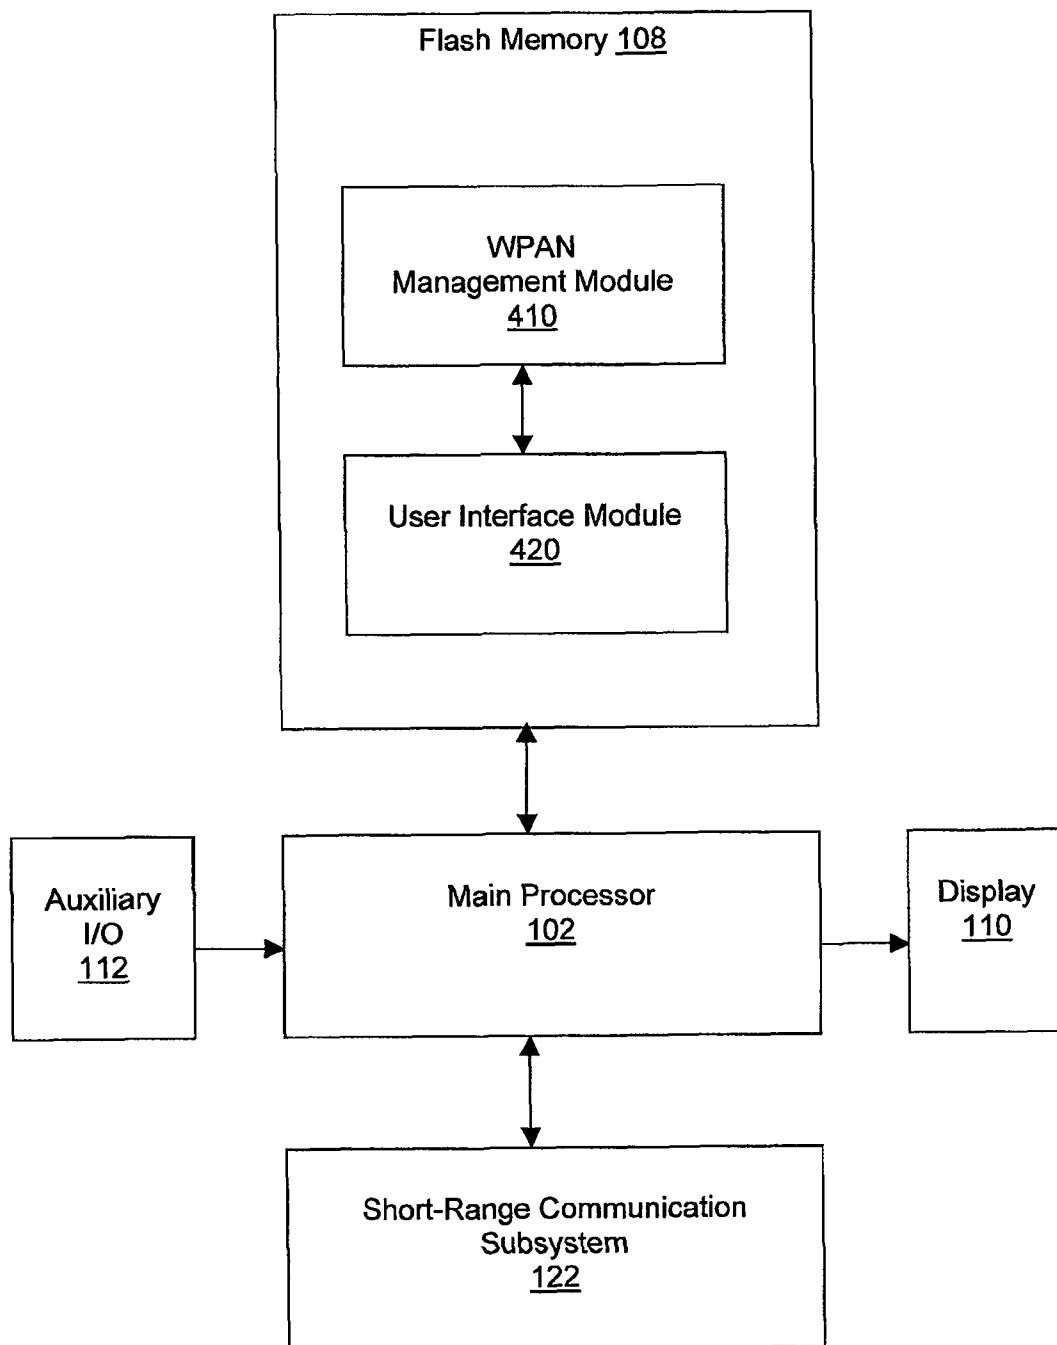 Flash Memory 108
WPAN
Management Module
410
User Interface Module
420
Auxiliary
I/O
112
Main Processor
102
Display
110
Short-Range Communication
Subsystem
122